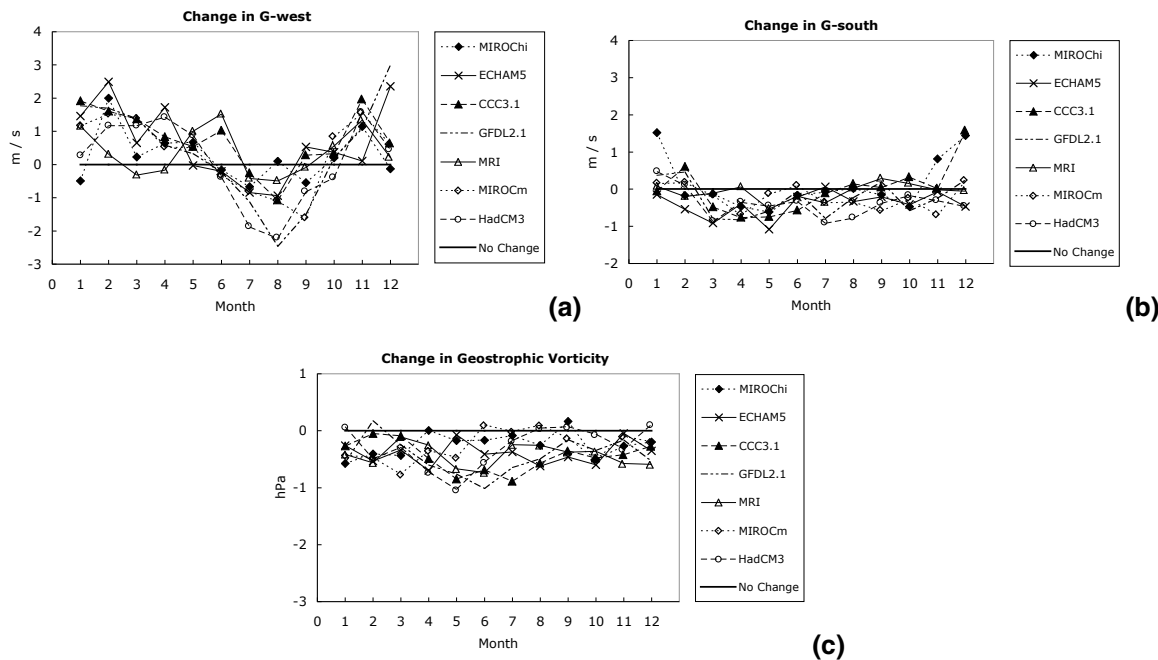 Change in G-west
4
3
2
1
0
-1
-2
-3
m / s
0 1 2 3 4 5 6 7 8 9 10 11 12
Month
MIROChi
ECHAM5
CCC3.1
GFDL2.1
MRI
MIROCm
HadCM3
No Change
(a)
Change in G-south
4
3
2
1
0
-1
-2
m / s
0 1 2 3 4 5 6 7 8 9 10 11 12
Month
MIROChi
ECHAM5
CCC3.1
GFDL2.1
MRI
MIROCm
HadCM3
No Change
(b)
Change in Geostrophic Vorticity
1
0
-1
-2
-3
hPa
0 1 2 3 4 5 6 7 8 9 10 11 12
Month
MIROChi
ECHAM5
CCC3.1
GFDL2.1
MRI
MIROCm
HadCM3
No Change
(c)